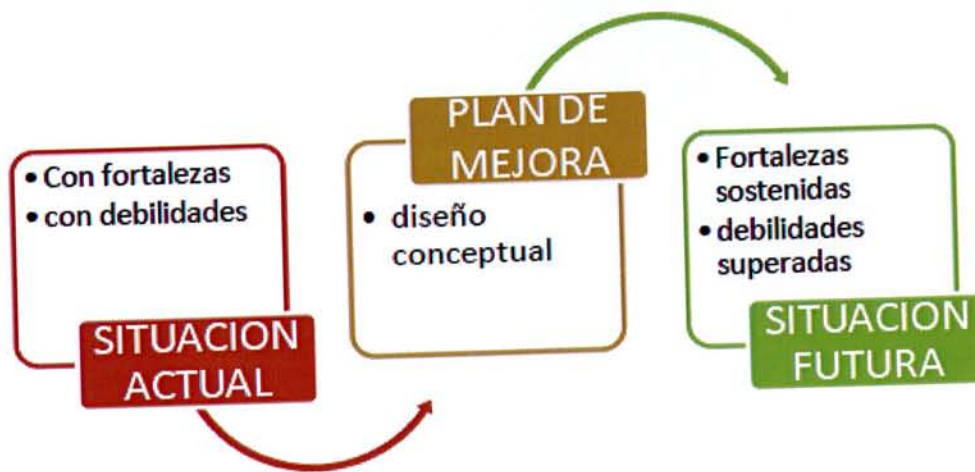 • Con fortalezas
• con debilidades
SITUACION
ACTUAL
PLAN DE
MEJORA
• diseño
conceptual
• Fortalezas
sostenidas
• debilidades
superadas
SITUACION
FUTURA